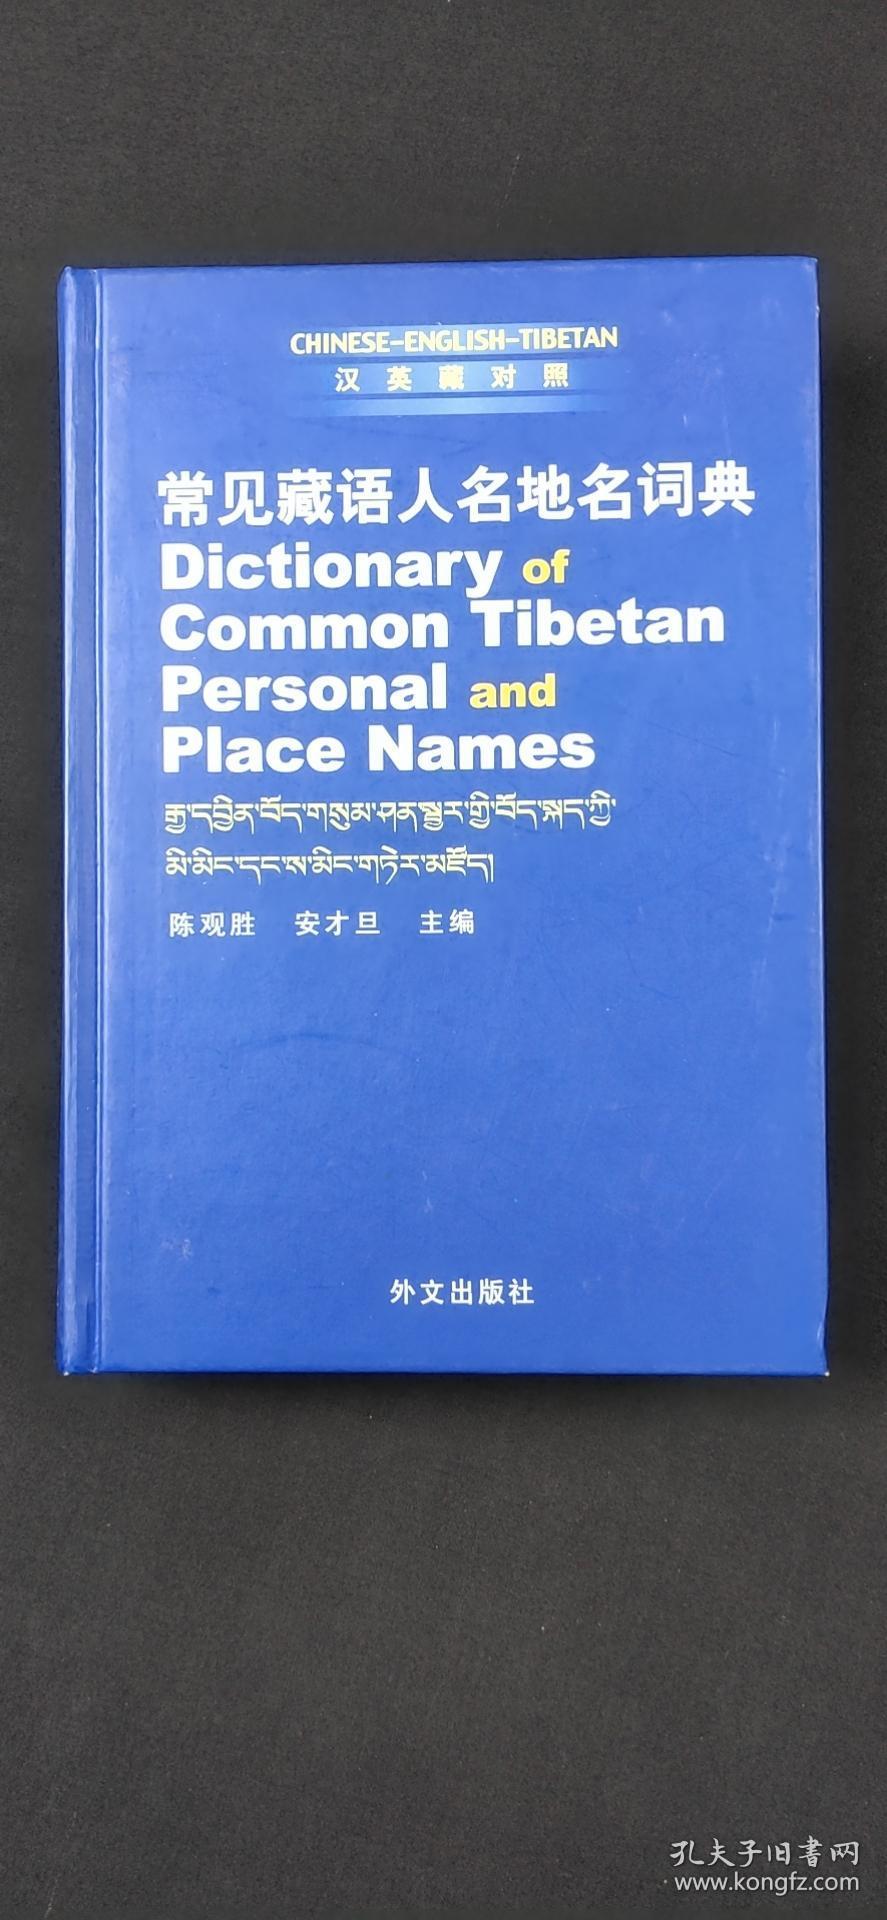 CHINESE-ENGLISH-TIBETAN
汉英藏对照
常见藏语人名地名词典
Dictionary of
Common Tibetan
Personal and
Place Names
རྒྱ་དབྱིན་བོད་གསུམ་ཤན་སྦྱར་གྱི་བོད་སྐད་ཀྱི་
མི་མིང་དང་ས་མིང་གཏེར་མཛོད།
陈观胜 安才旦 主编
外文出版社
孔夫子旧書网
www.kongfz.com